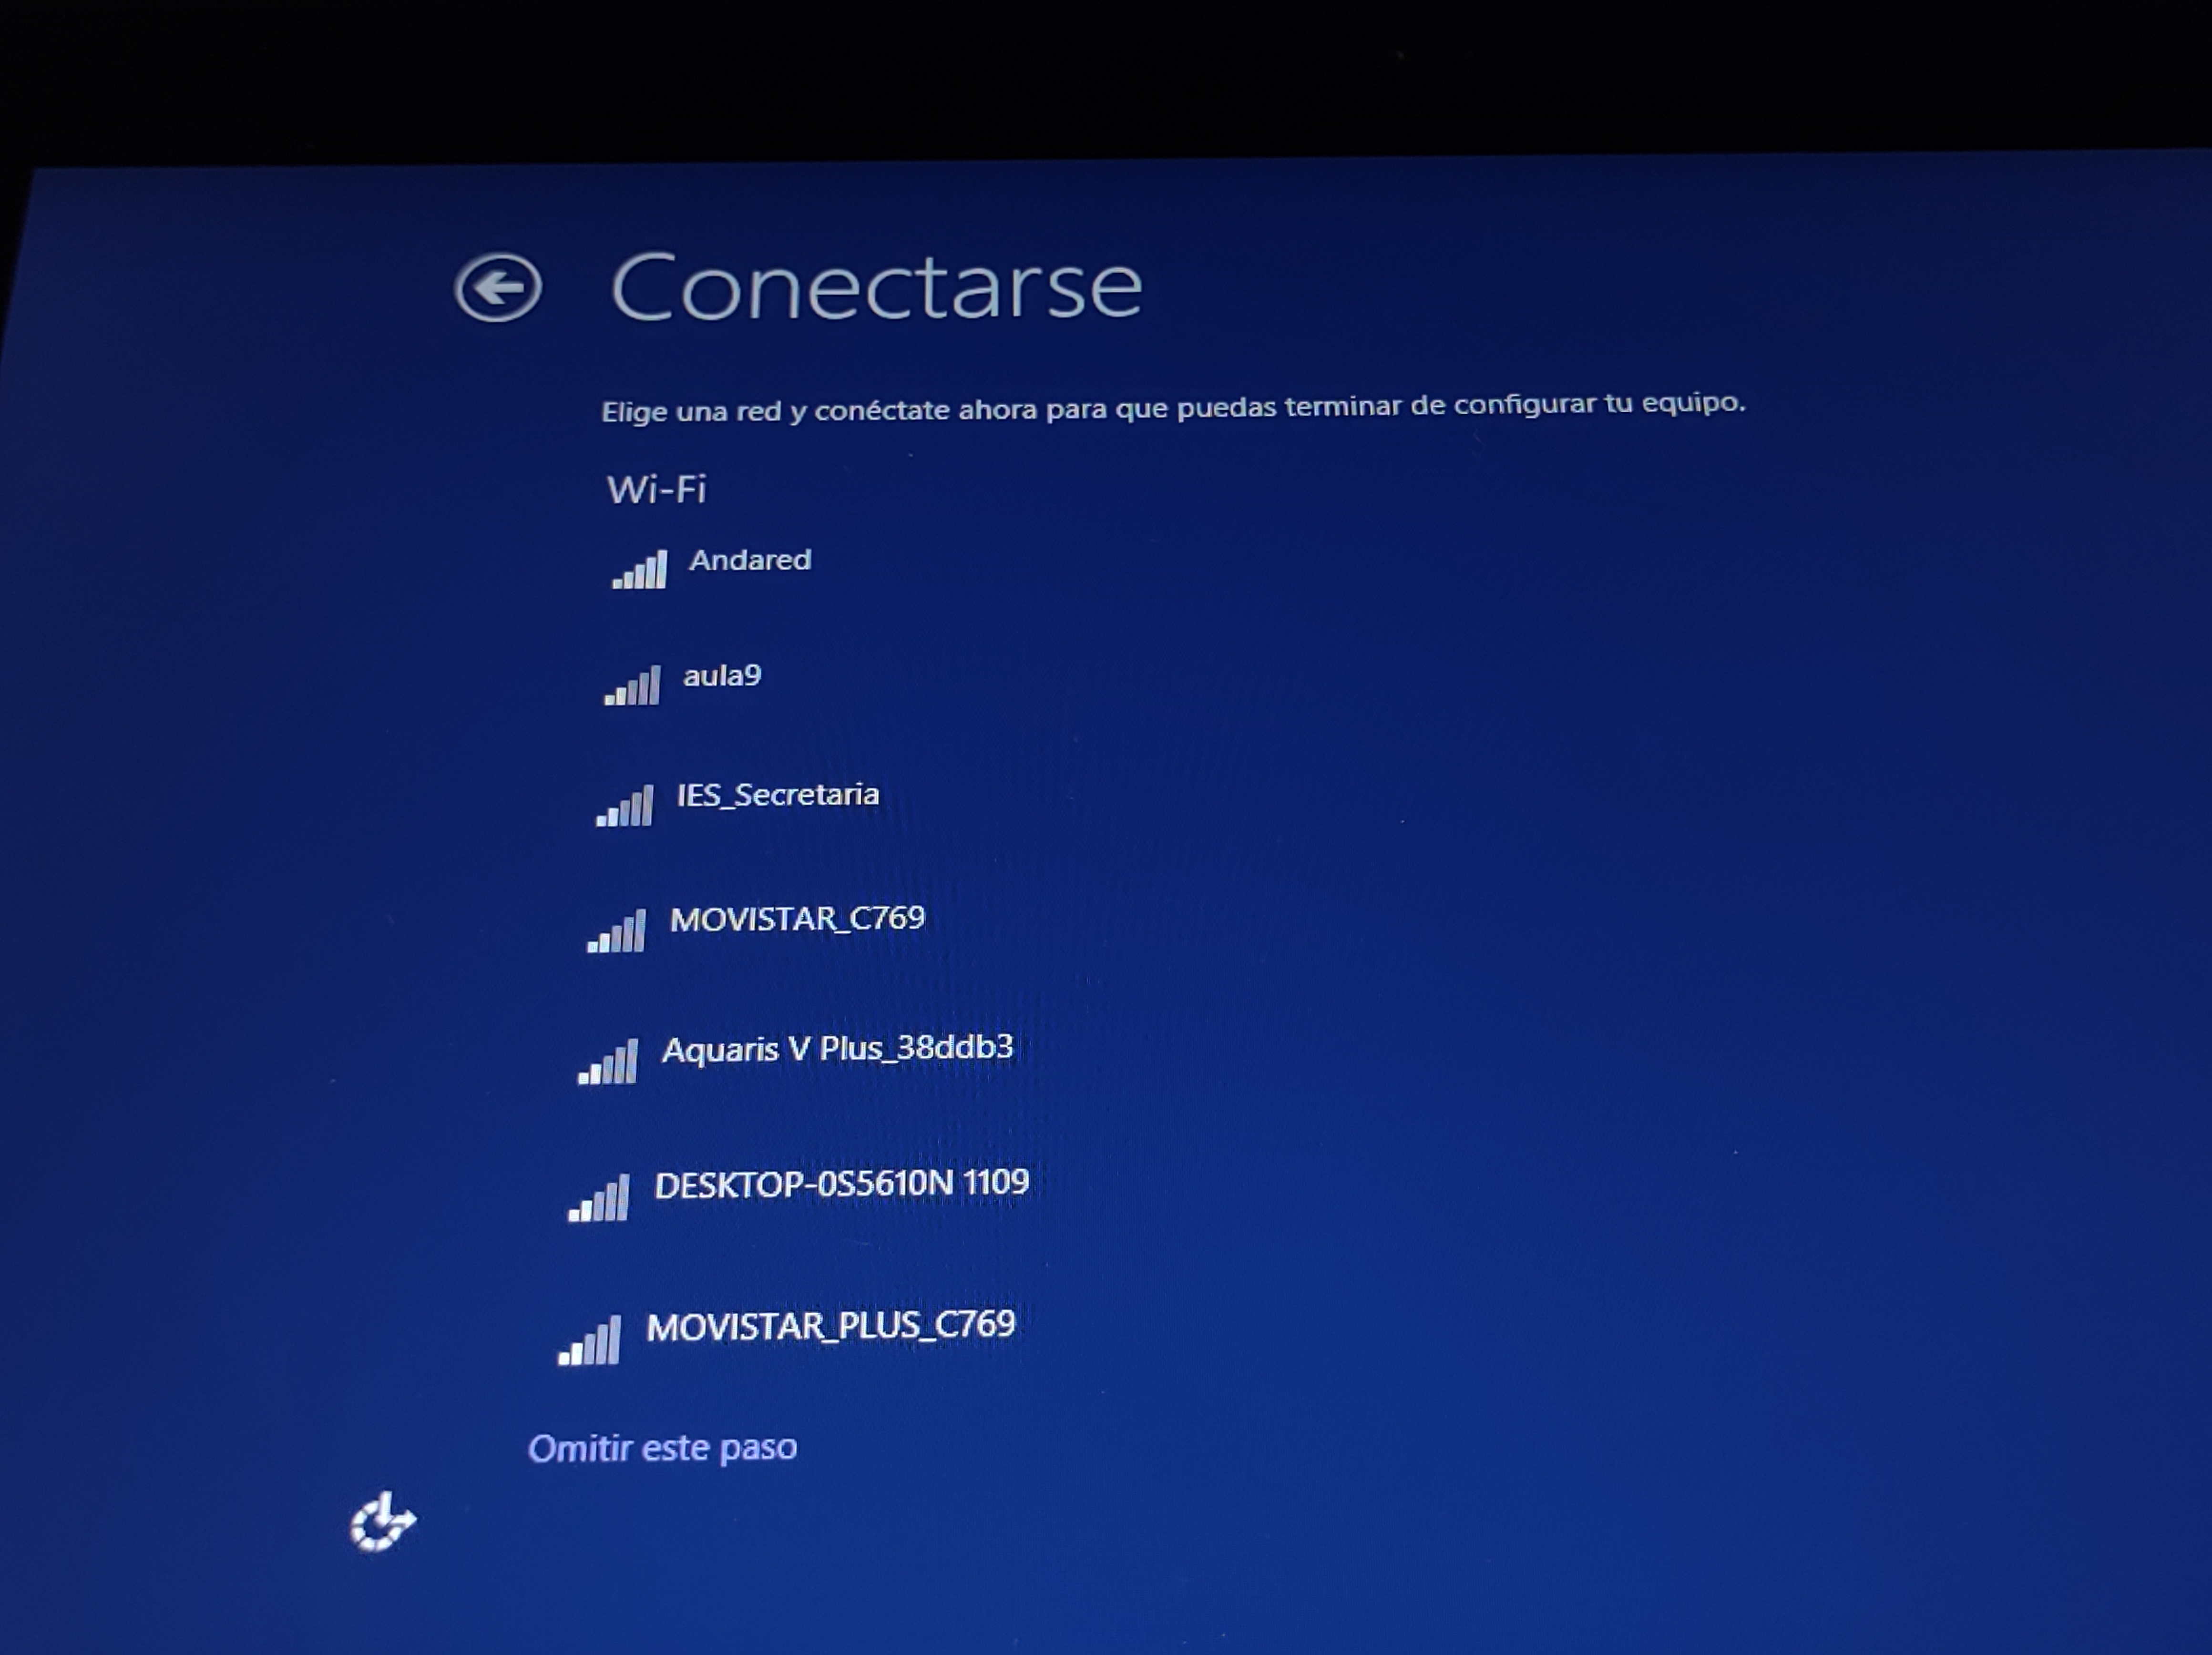 Conectarse
Elige una red y conéctate ahora para que puedas terminar de configurar tu equipo.
Wi-Fi
Andared
aula9
IES_Secretaria
MOVISTAR_C769
Aquaris V Plus_38ddb3
DESKTOP-0S5610N 1109
MOVISTAR_PLUS_C769
Omitir este paso